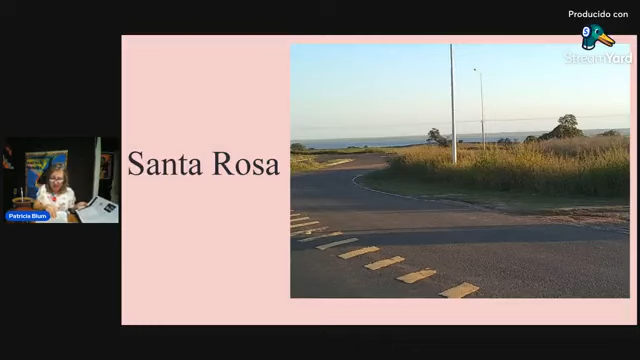 Producido con
StreamYard
Santa Rosa
Patricia Blum